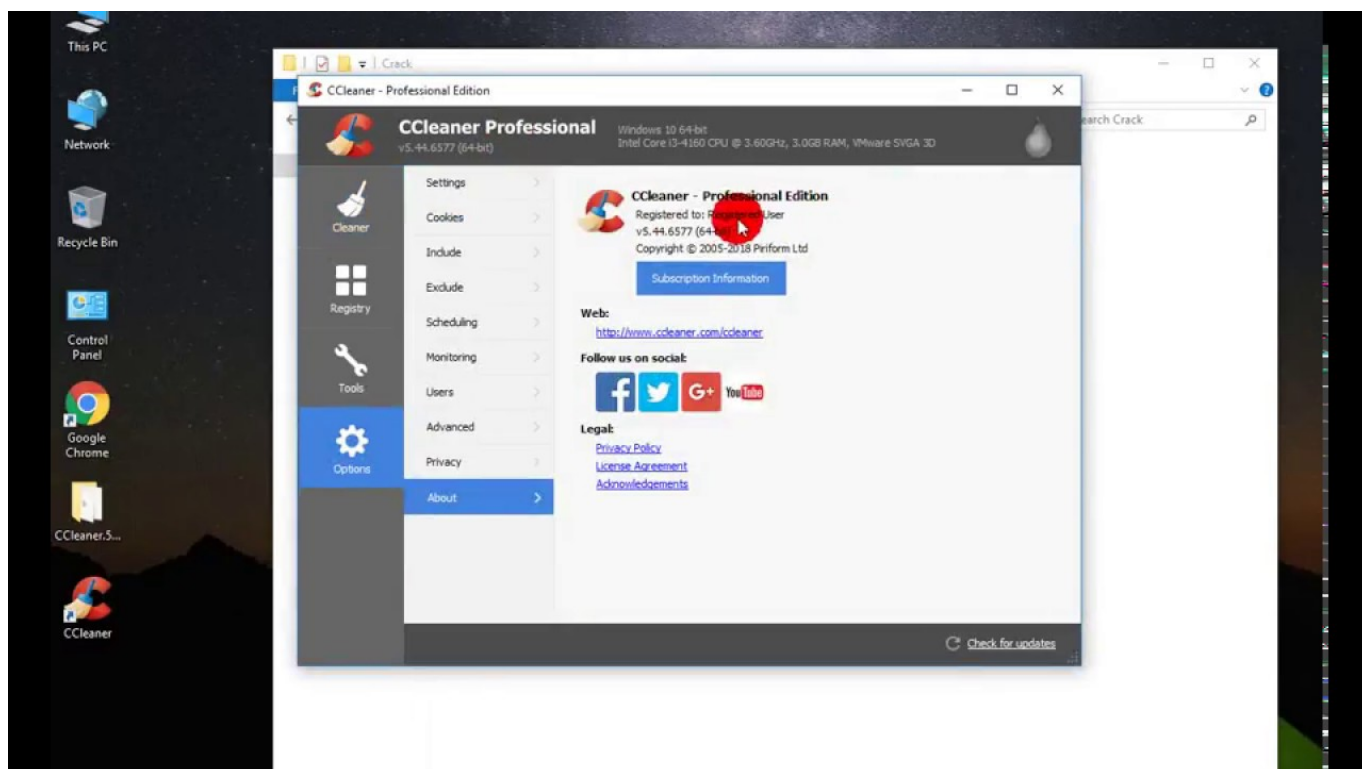 This PC
Network
Recycle Bin
Control
Panel
Google
Chrome
CCleaner.5...
CCleaner
Crack
CCleaner - Professional Edition
earch Crack
CCleaner Professional
v5.44.6577 (64-bit)
Windows 10 64-bit
Intel Core i3-4160 CPU @ 3.60GHz, 3.0GB RAM, VMware SVGA 3D
Cleaner
Registry
Tools
Options
Settings
Cookies
Include
Exclude
Scheduling
Monitoring
Users
Advanced
Privacy
About
CCleaner - Professional Edition
Registered to: Registered User
v5.44.6577 (64-bit)
Copyright © 2005-2018 Piriform Ltd
Subscription Information
Web:
http://www.ccleaner.com/ccleaner
Follow us on social:
G+
You Tube
Legal:
Privacy Policy
License Agreement
Acknowledgements
Check for updates